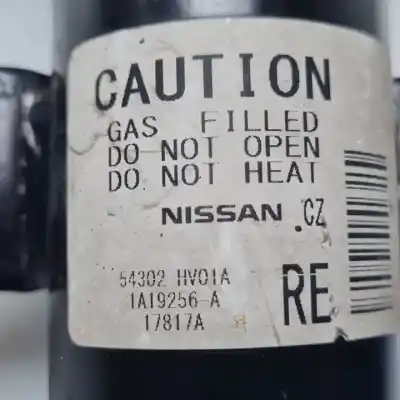 CAUTION
GAS FILLED
DO NOT OPEN
DO NOT HEAT
NISSAN .CZ
54302 HV01A
1A19256-A RE
17817A